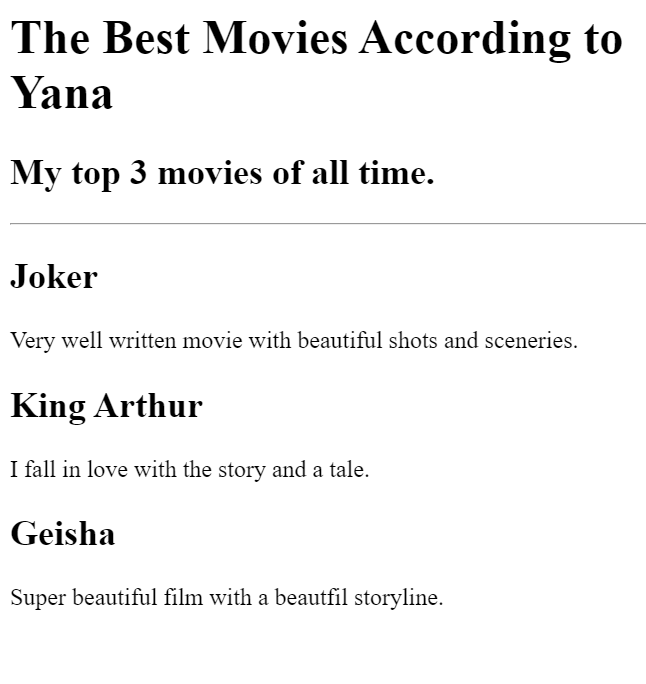 The Best Movies According to
Yana
My top 3 movies of all time.
Joker
Very well written movie with beautiful shots and sceneries.
King Arthur
I fall in love with the story and a tale.
Geisha
Super beautiful film with a beautfil storyline.